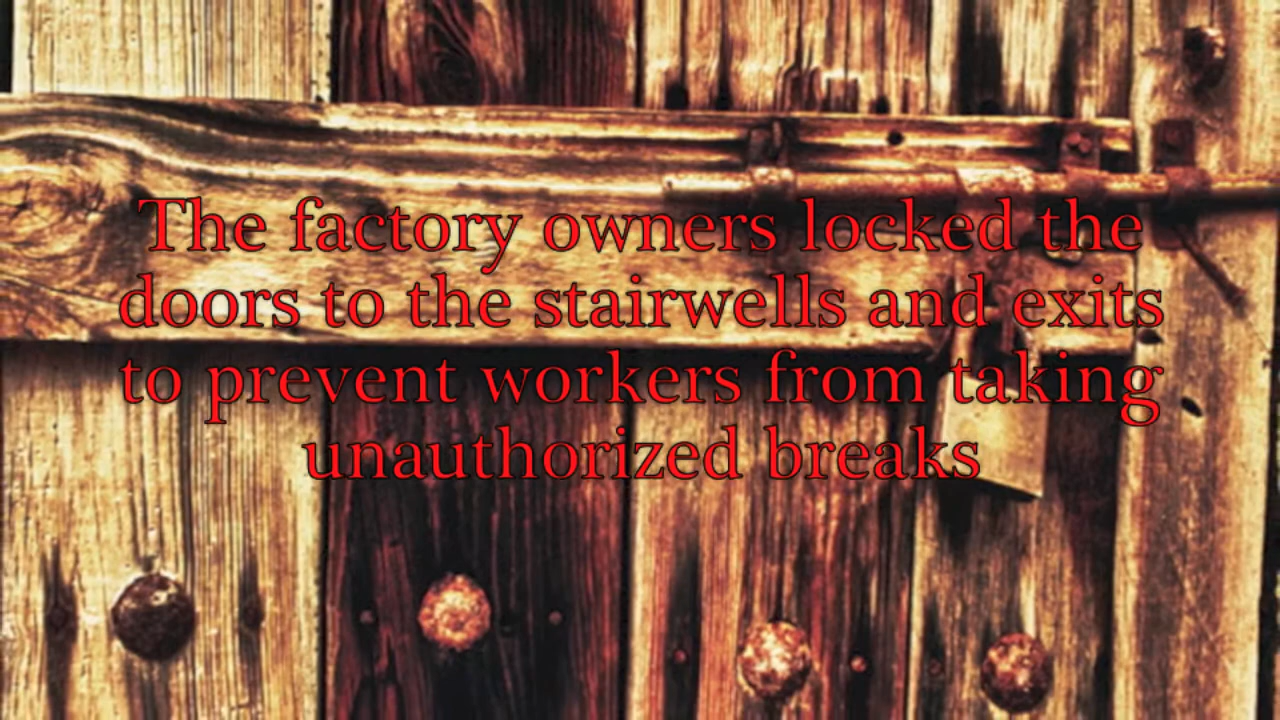 The factory owners locked the
doors to the stairwells and exits
to prevent workers from taking
unauthorized breaks